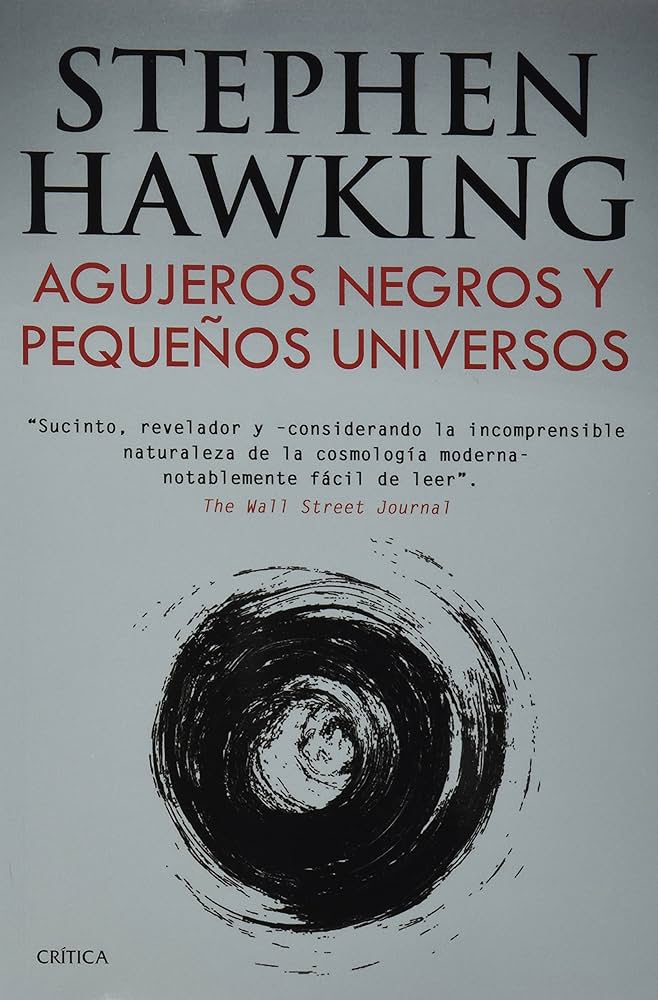 STEPHEN
HAWKING
AGUJEROS NEGROS Y
PEQUEÑOS UNIVERSOS
“Sucinto, revelador y –considerando la incomprensible
naturaleza de la cosmología moderna–
notablemente fácil de leer”.
The Wall Street Journal
CRÍTICA